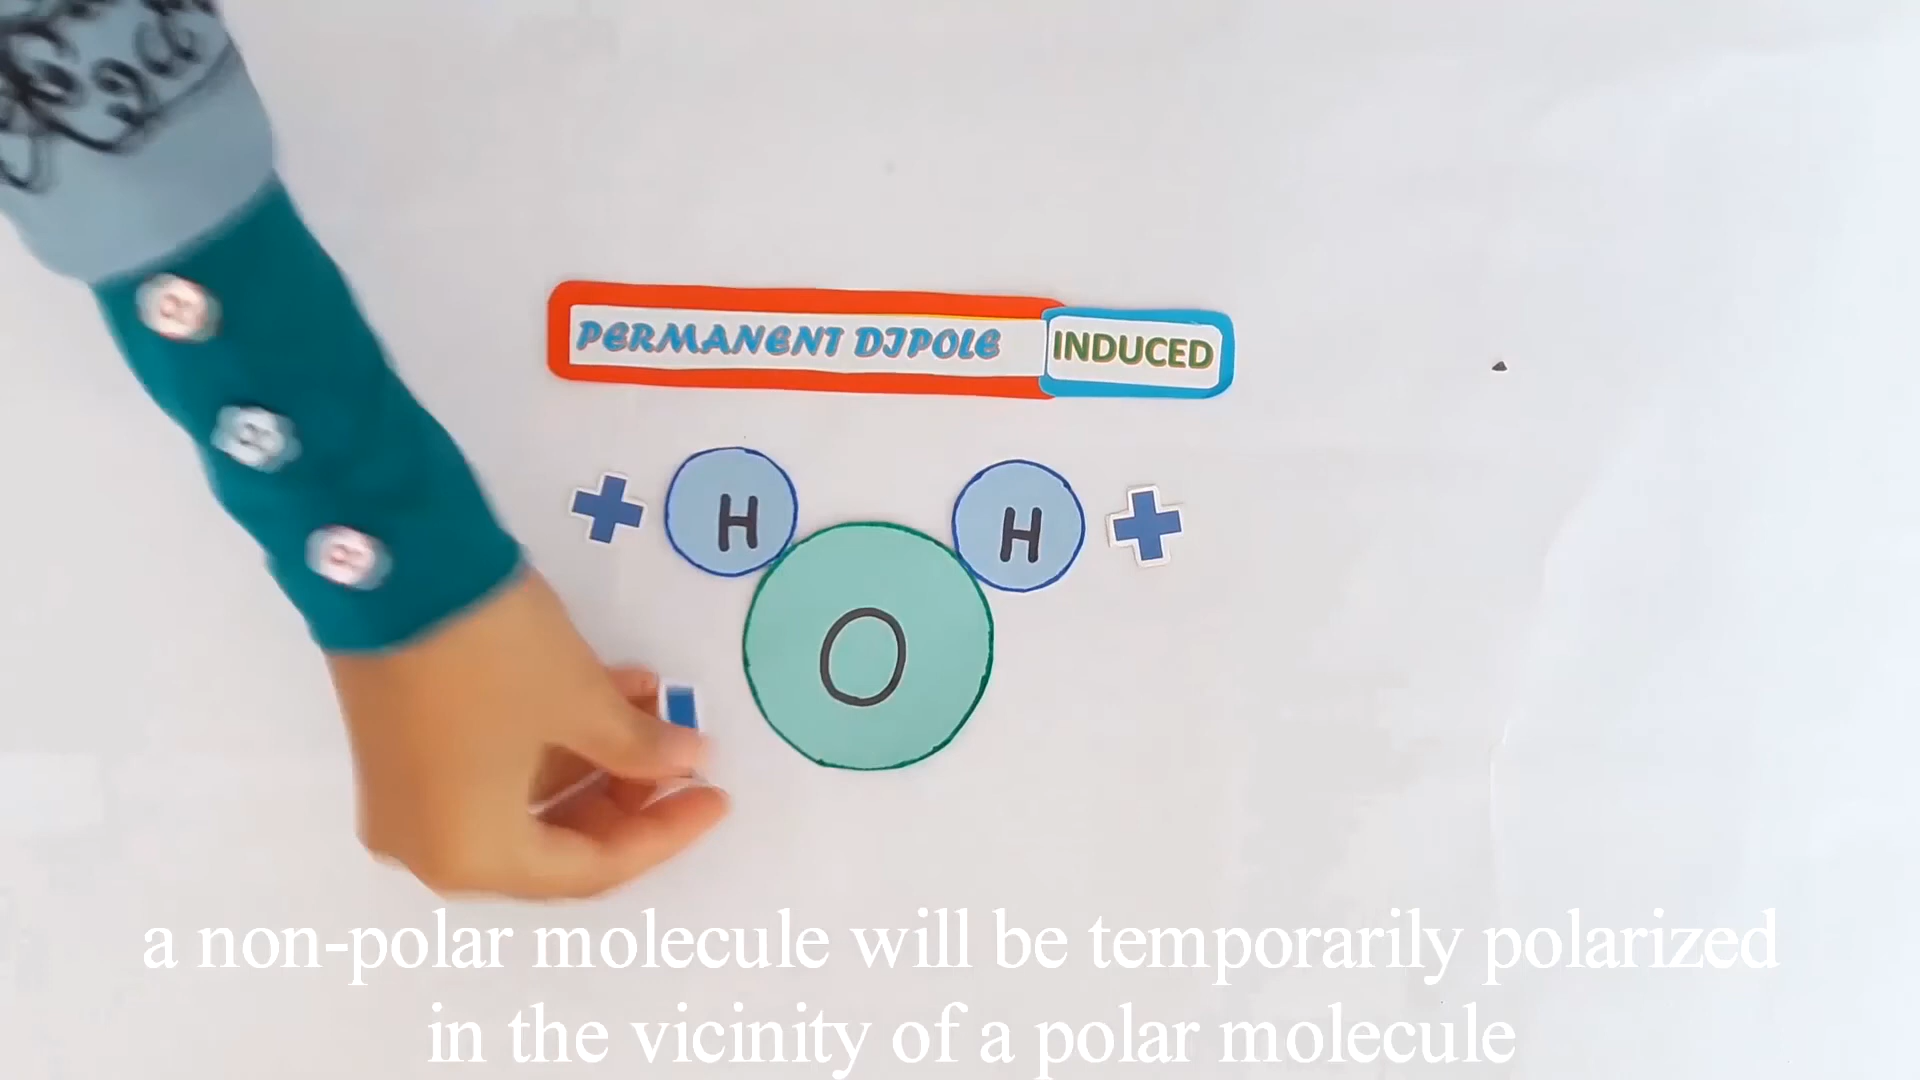 PERMANENT DIPOLE INDUCED
H H
O
a non-polar molecule will be temporarily polarized
in the vicinity of a polar molecule